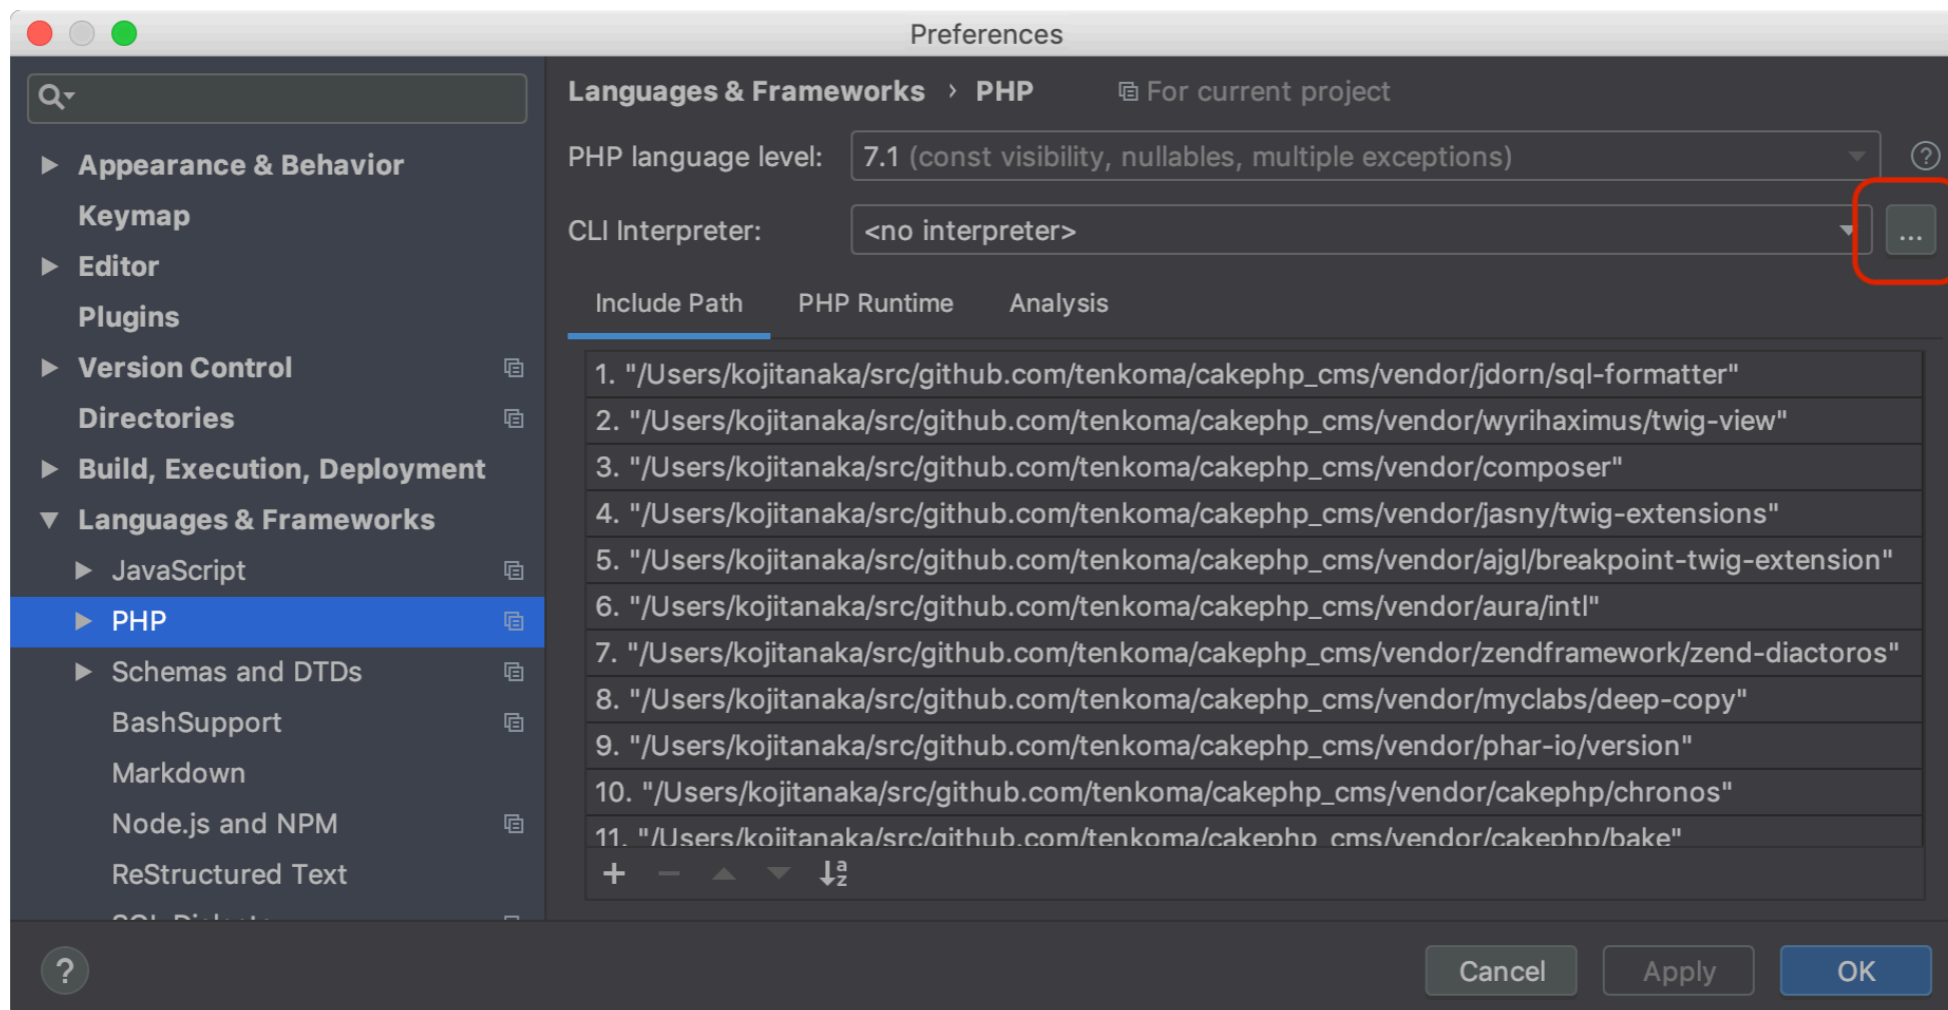 Preferences
Appearance & Behavior
Keymap
Editor
Plugins
Version Control
Directories
Build, Execution, Deployment
Languages & Frameworks
JavaScript
PHP
Schemas and DTDs
BashSupport
Markdown
Node.js and NPM
ReStructured Text
SQL Dialects
Languages & Frameworks › PHP For current project
PHP language level: 7.1 (const visibility, nullables, multiple exceptions) ?
CLI Interpreter: <no interpreter> ...
Include Path PHP Runtime Analysis
1. "/Users/kojitanaka/src/github.com/tenkoma/cakephp_cms/vendor/jdorn/sql-formatter"
2. "/Users/kojitanaka/src/github.com/tenkoma/cakephp_cms/vendor/wyrihaximus/twig-view"
3. "/Users/kojitanaka/src/github.com/tenkoma/cakephp_cms/vendor/composer"
4. "/Users/kojitanaka/src/github.com/tenkoma/cakephp_cms/vendor/jasny/twig-extensions"
5. "/Users/kojitanaka/src/github.com/tenkoma/cakephp_cms/vendor/ajgl/breakpoint-twig-extension"
6. "/Users/kojitanaka/src/github.com/tenkoma/cakephp_cms/vendor/aura/intl"
7. "/Users/kojitanaka/src/github.com/tenkoma/cakephp_cms/vendor/zendframework/zend-diactoros"
8. "/Users/kojitanaka/src/github.com/tenkoma/cakephp_cms/vendor/myclabs/deep-copy"
9. "/Users/kojitanaka/src/github.com/tenkoma/cakephp_cms/vendor/phar-io/version"
10. "/Users/kojitanaka/src/github.com/tenkoma/cakephp_cms/vendor/cakephp/chronos"
11. "/Users/kojitanaka/src/github.com/tenkoma/cakephp_cms/vendor/cakephp/bake"
a z
? Cancel Apply OK